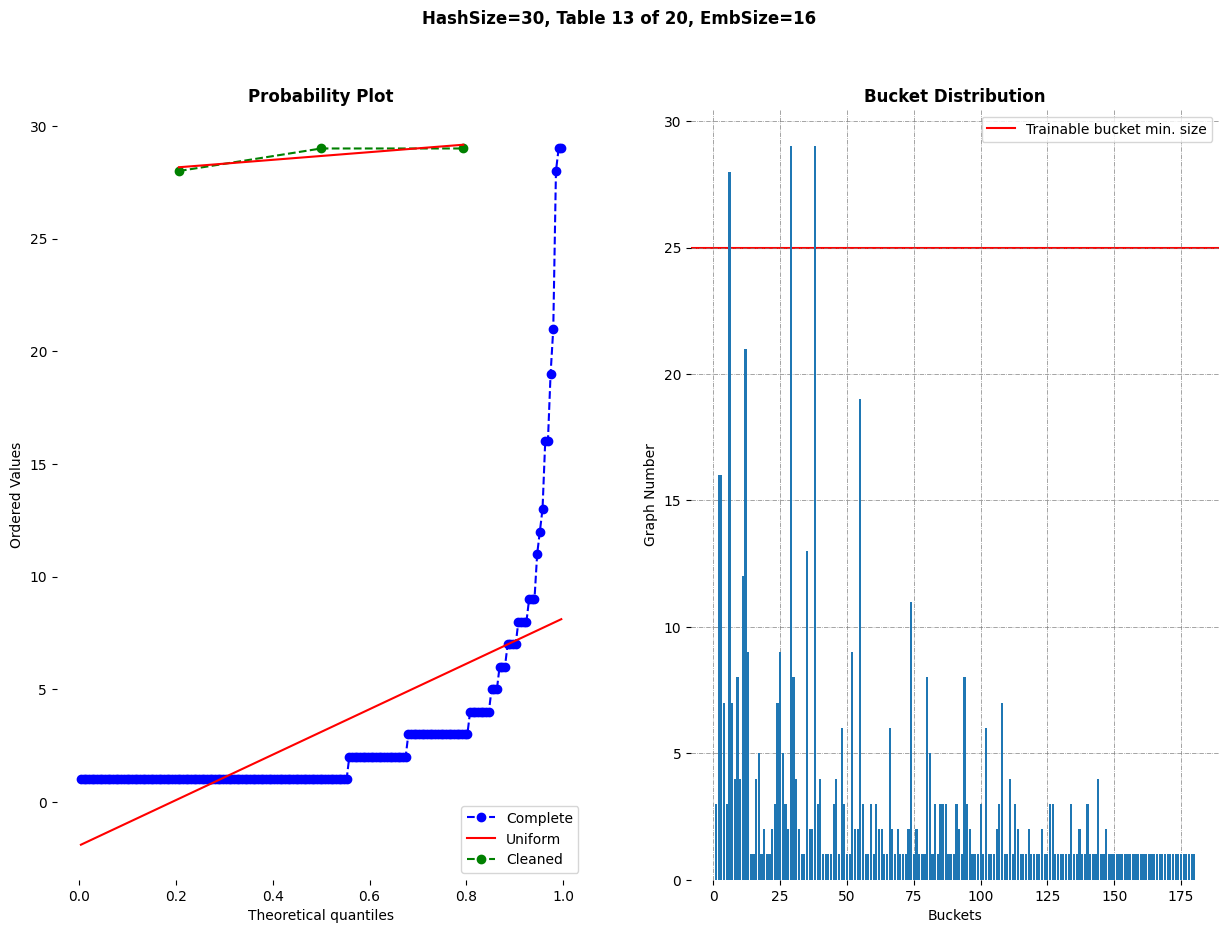 HashSize=30, Table 13 of 20, EmbSize=16
Probability Plot
30
25
20
15
10
5
0
Ordered Values
0.0 0.2 0.4 0.6 0.8 1.0
Theoretical quantiles
Complete
Uniform
Cleaned
Bucket Distribution
Trainable bucket min. size
30
25
20
15
10
5
0
Graph Number
0 25 50 75 100 125 150 175
Buckets